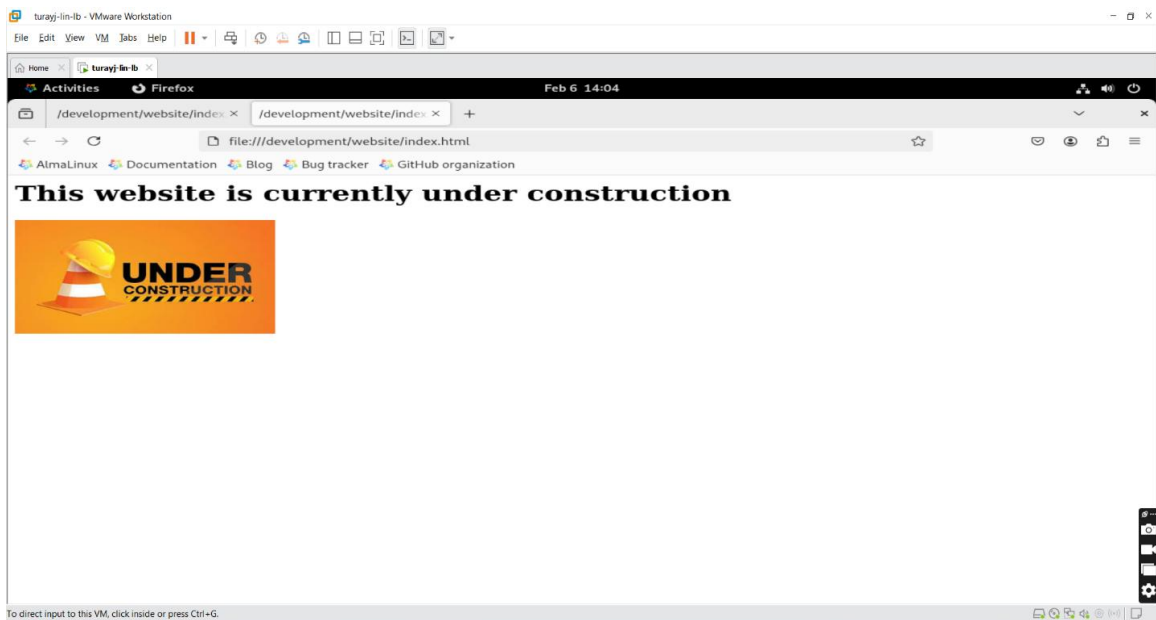 turayj-lin-lb - VMware Workstation
File Edit View VM Tabs Help
Home turayj-lin-lb
Activities Firefox Feb 6 14:04
/development/website/index /development/website/index
file:///development/website/index.html
AlmaLinux Documentation Blog Bug tracker GitHub organization
This website is currently under construction
UNDER
CONSTRUCTION
To direct input to this VM, click inside or press Ctrl+G.